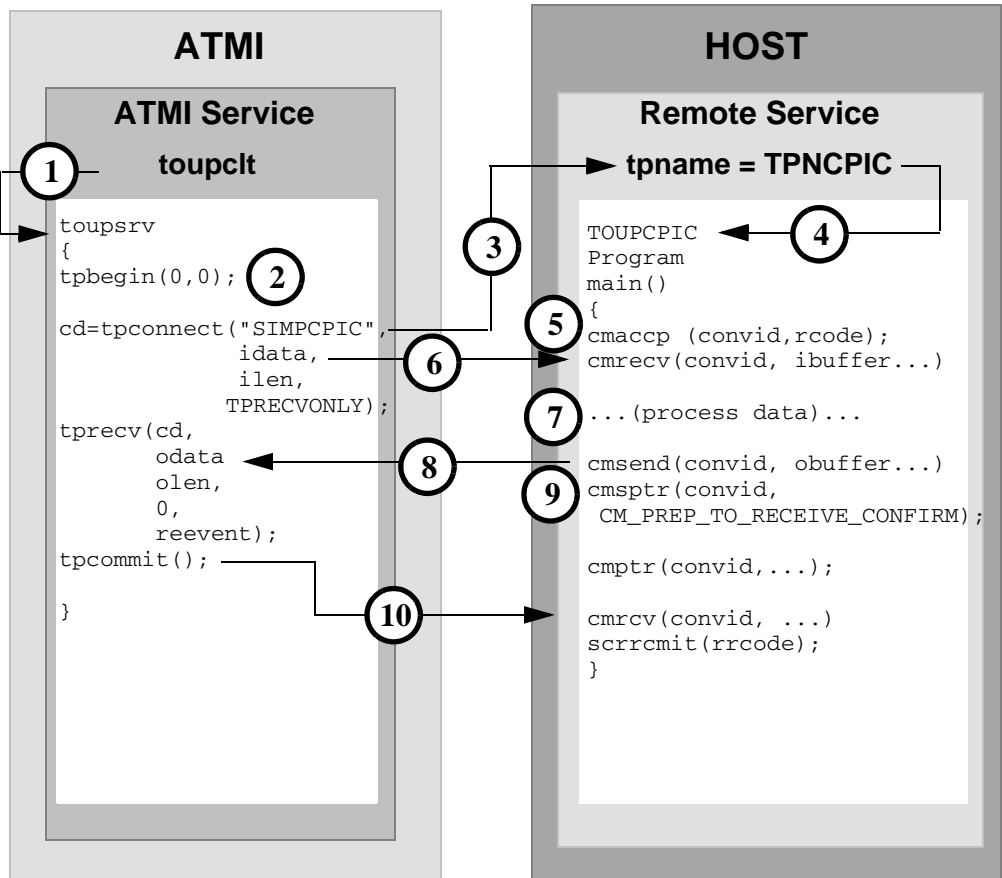 ATMI
ATMI Service
toupclt
1
toupsrv
{
tpbegin(0,0);
2
cd=tpconnect("SIMPCPIC",
idata,
ilen,
TPRECVONLY);
tprecv(cd,
odata
olen,
0,
reevent);
tpcommit();
}
3
6
8
10
HOST
Remote Service
tpname = TPNCPIC
4
TOUPCPIC
Program
main()
{
5
cmaccp (convid,rcode);
cmrecv(convid, ibuffer...)
7
...(process data)...
cmsend(convid, obuffer...)
9
cmsptr(convid,
CM_PREP_TO_RECEIVE_CONFIRM);
cmptr(convid,...);
cmrcv(convid, ...)
scrrcmit(rrcode);
}